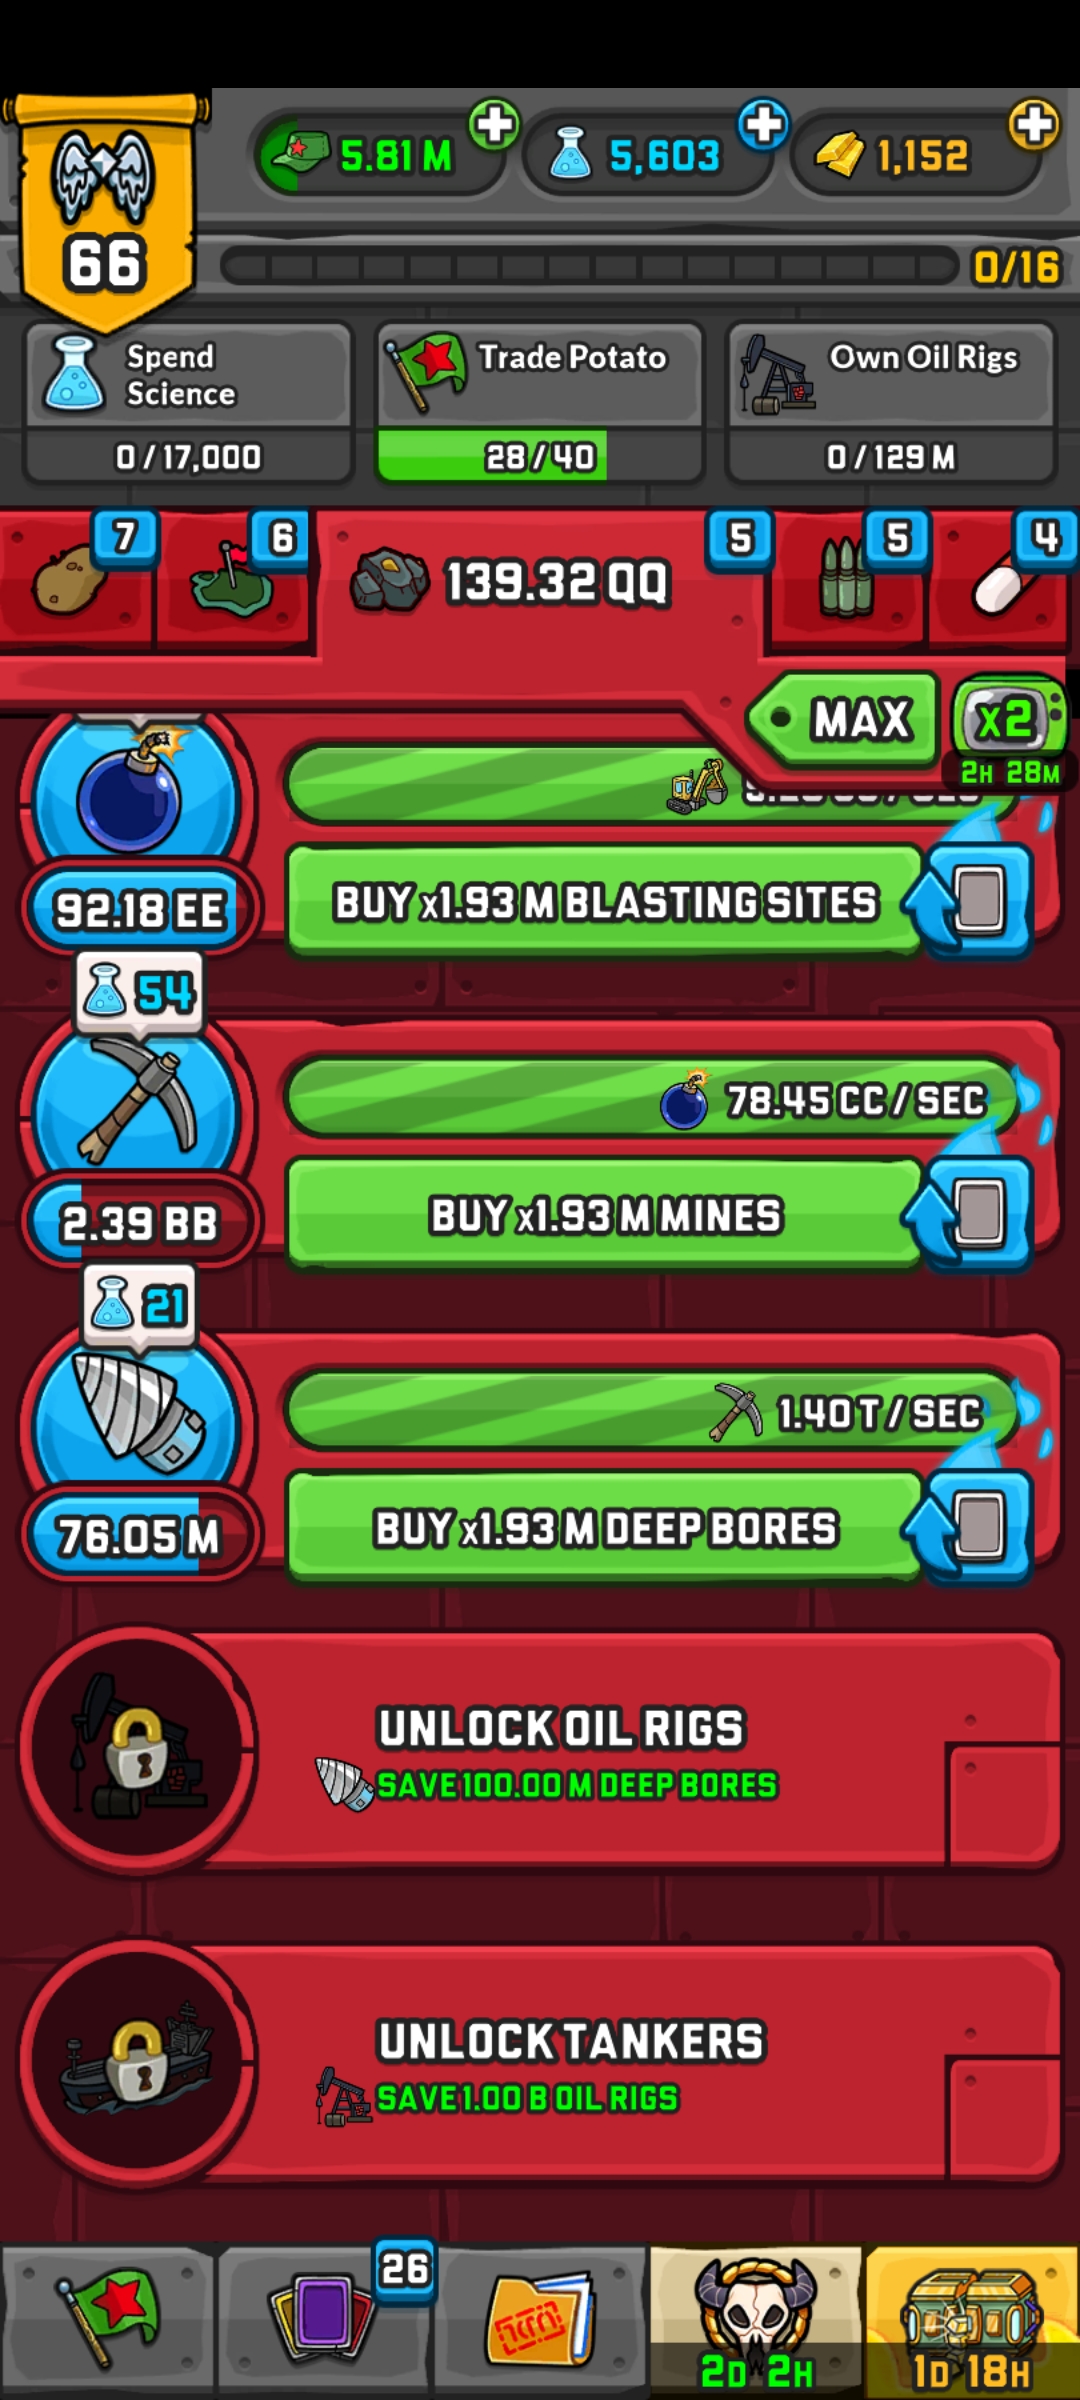 5.81 M
5,603
1,152
66
0/16
Spend
Science
0 / 17,000
Trade Potato
28 / 40
Own Oil Rigs
0 / 129 M
7
6
139.32 QQ
5
5
4
MAX
X2
2H 28M
92.18 EE
BUY x1.93 M BLASTING SITES
54
78.45 CC / SEC
2.39 BB
BUY x1.93 M MINES
21
1.40 T / SEC
76.05 M
BUY x1.93 M DEEP BORES
UNLOCK OIL RIGS
SAVE 100.00 M DEEP BORES
UNLOCK TANKERS
SAVE 1.00 B OIL RIGS
26
2D 2H
1D 18H